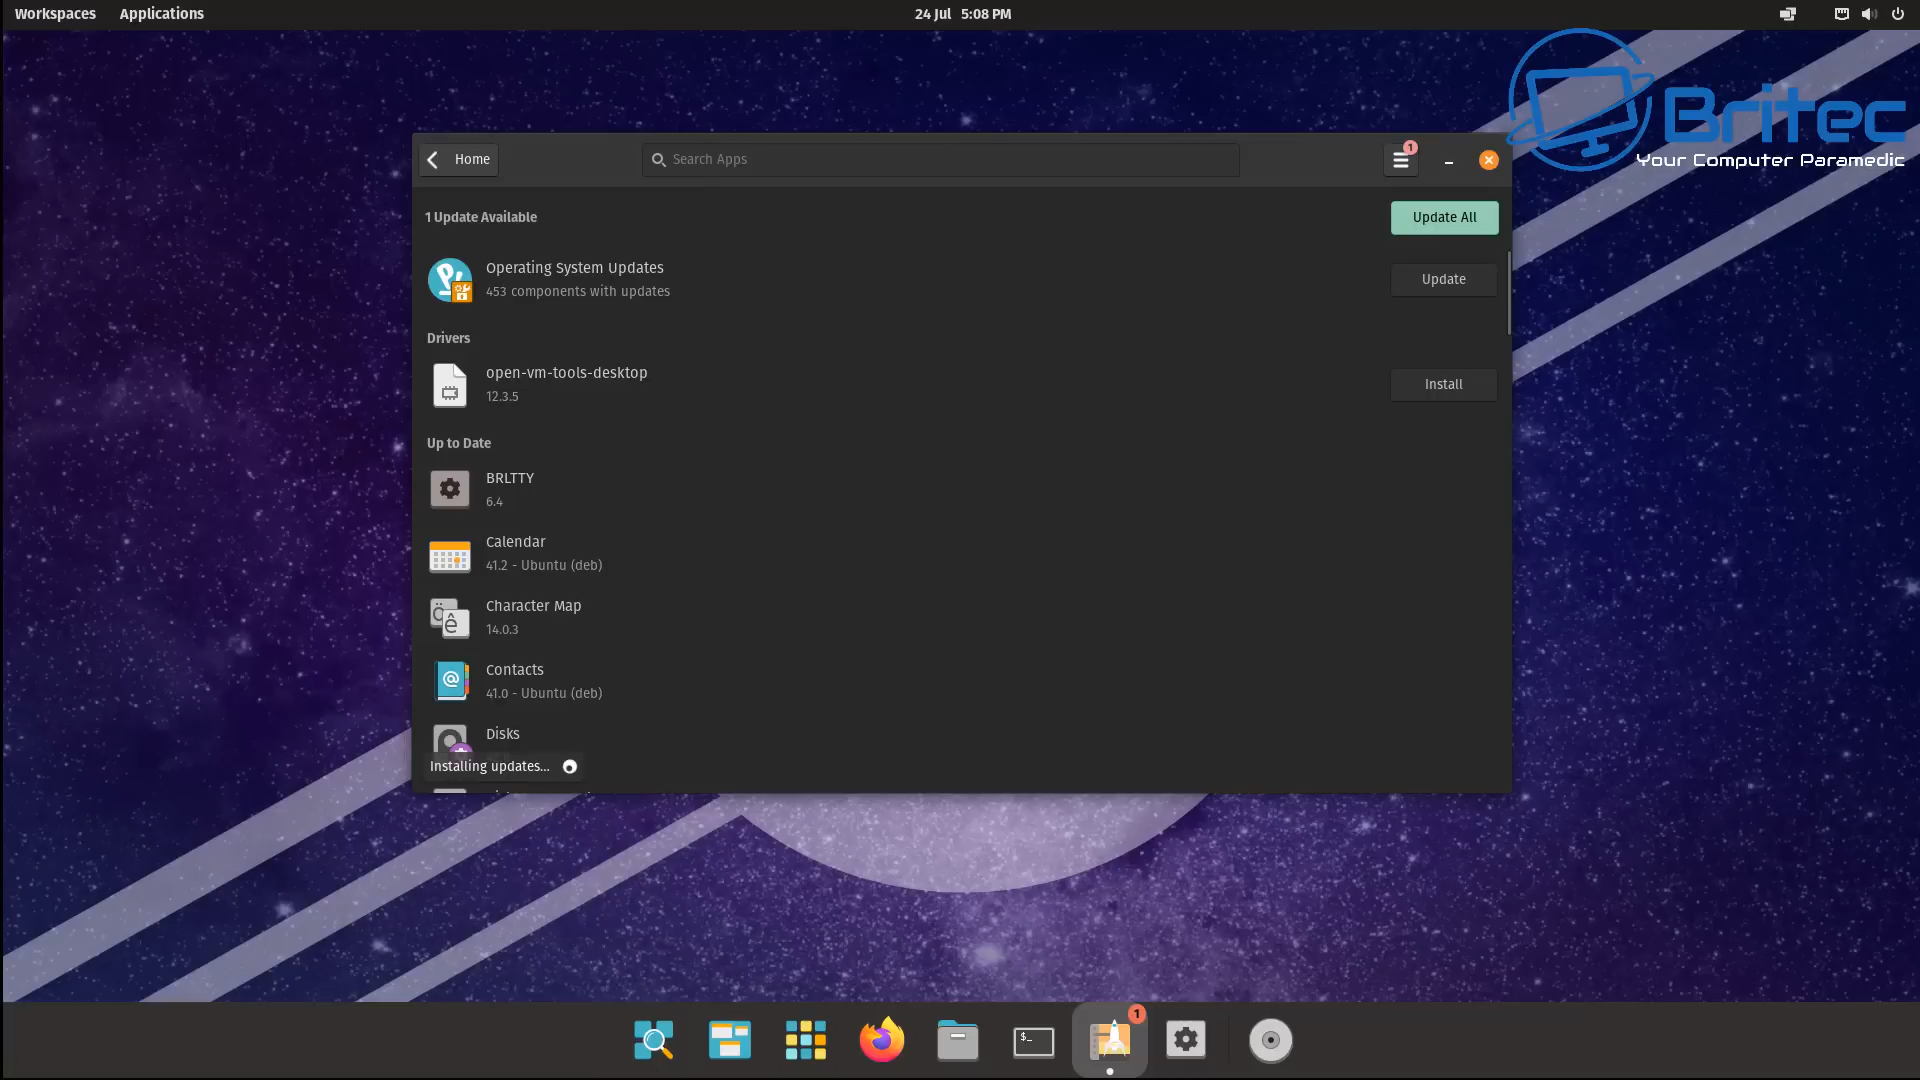 Workspaces Applications 24 Jul 5:08 PM
Britec
Your Computer Paramedic
Home Search Apps 1
1 Update Available Update All
Operating System Updates
453 components with updates
Update
Drivers
open-vm-tools-desktop
12.3.5
Install
Up to Date
BRLTTY
6.4
Calendar
41.2 - Ubuntu (deb)
Character Map
14.0.3
Contacts
41.0 - Ubuntu (deb)
Disks
Installing updates...
$_
1